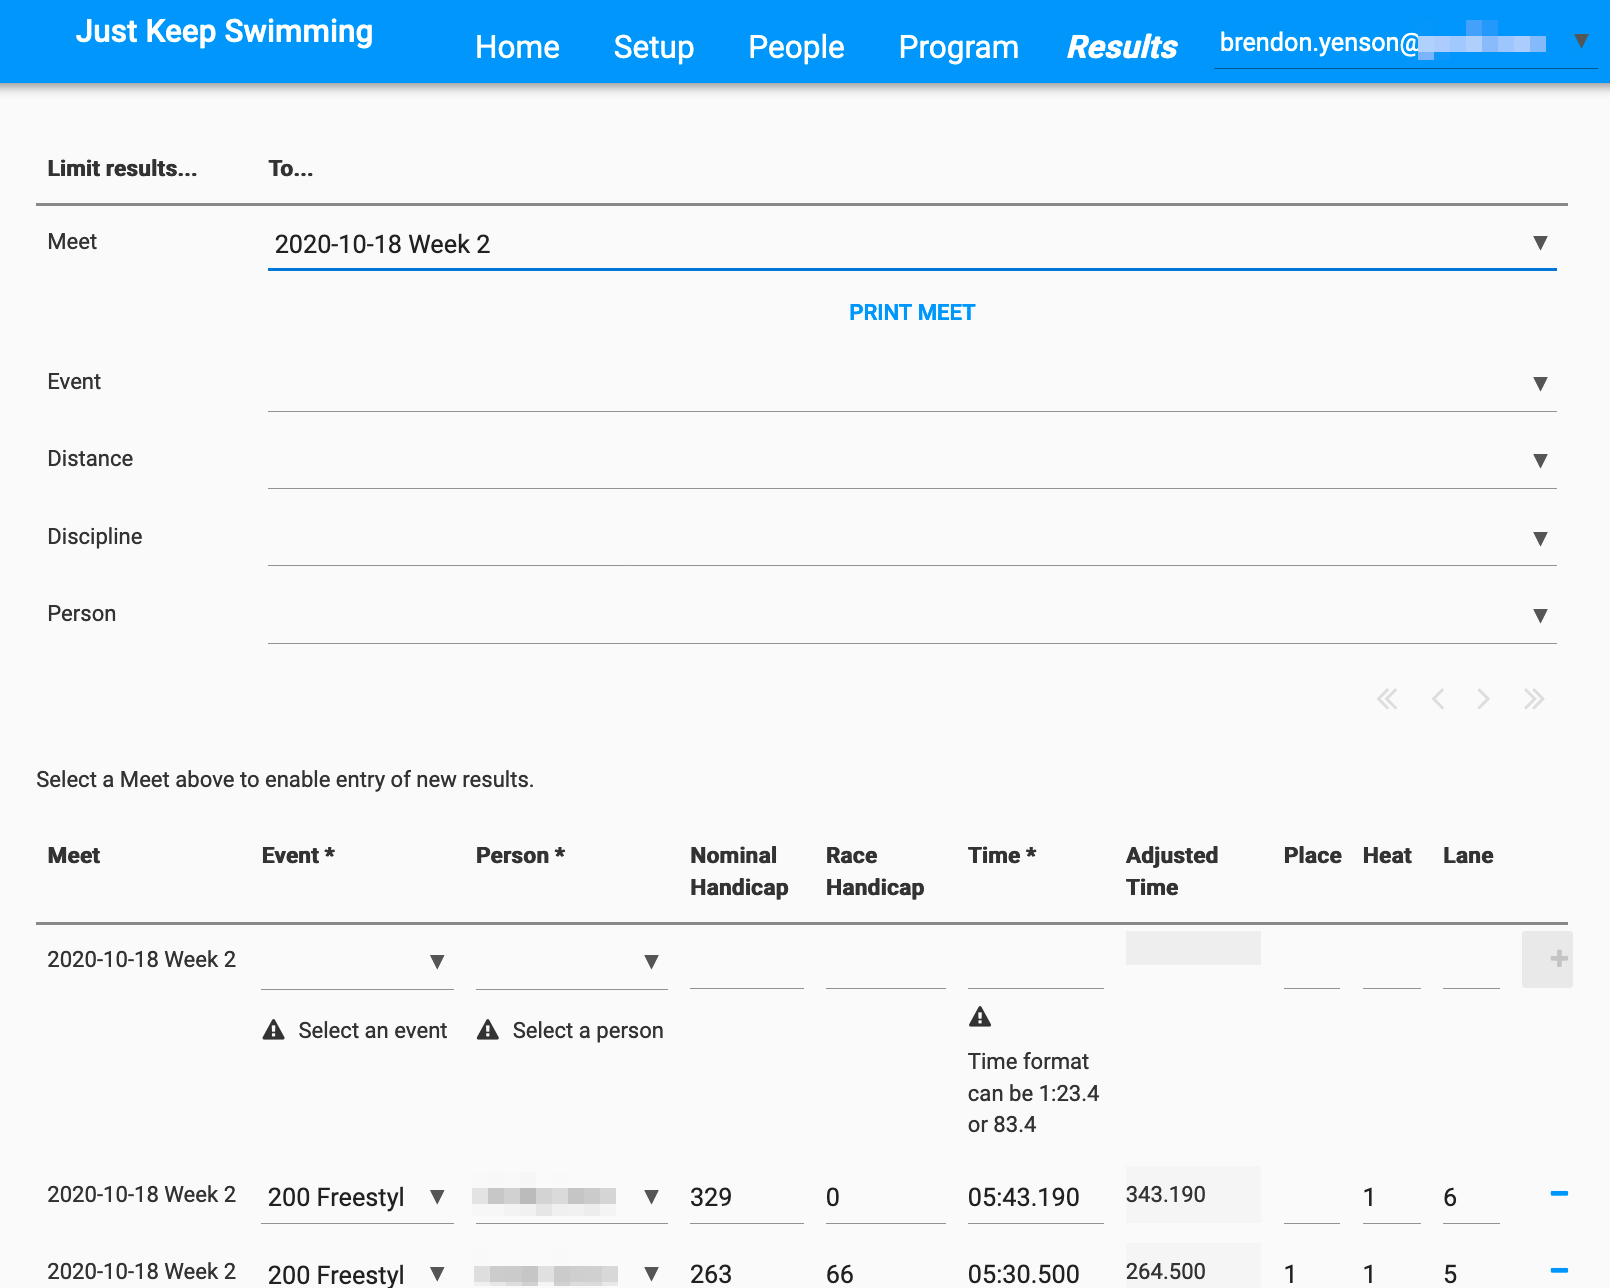 Just Keep Swimming
Home Setup People Program Results brendon.yenson@ ▼
Limit results... To...
Meet 2020-10-18 Week 2 ▼
PRINT MEET
Event ▼
Distance ▼
Discipline ▼
Person ▼
Select a Meet above to enable entry of new results.
Meet Event * Person * Nominal Handicap Race Handicap Time * Adjusted Time Place Heat Lane
2020-10-18 Week 2 ▼ ▼ +
Select an event Select a person
Time format
can be 1:23.4
or 83.4
2020-10-18 Week 2 200 Freestyl ▼ ▼ 329 0 05:43.190 343.190 1 6 -
2020-10-18 Week 2 200 Freestyl ▼ ▼ 263 66 05:30.500 264.500 1 1 5 -